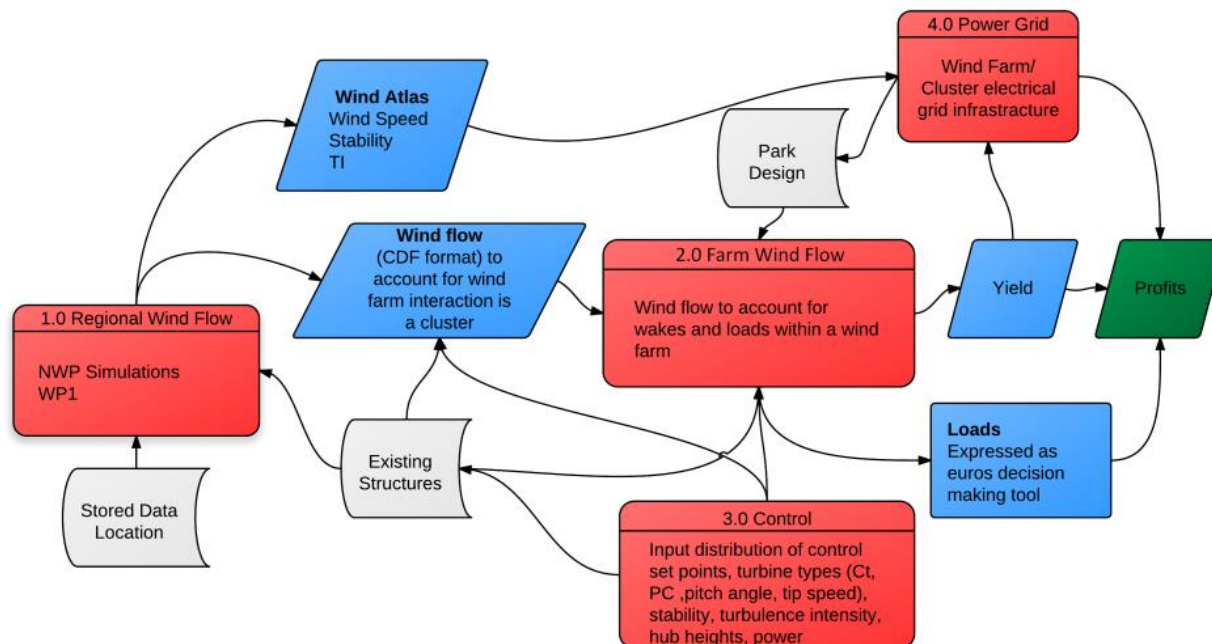 4.0 Power Grid
Wind Farm/
Cluster electrical
grid infrastracture
Wind Atlas
Wind Speed
Stability
TI
Park
Design
Wind flow
(CDF format) to
account for wind
farm interaction is
a cluster
2.0 Farm Wind Flow
Wind flow to account for
wakes and loads within a wind
farm
Yield
Profits
1.0 Regional Wind Flow
NWP Simulations
WP1
Existing
Structures
Loads
Expressed as
euros decision
making tool
Stored Data
Location
3.0 Control
Input distribution of control
set points, turbine types (Ct,
PC ,pitch angle, tip speed),
stability, turbulence intensity,
hub heights, power